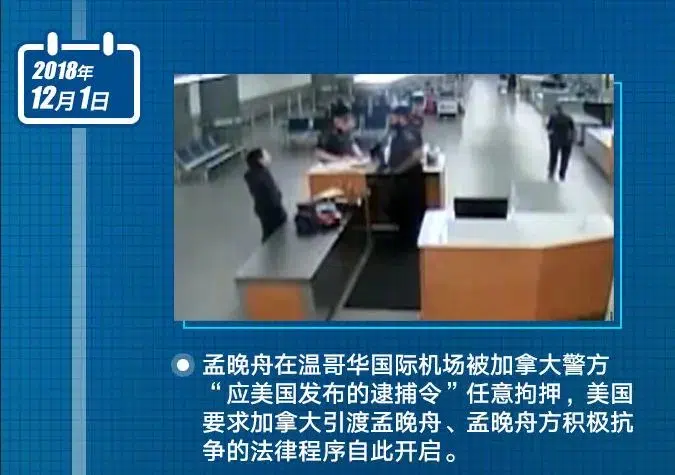 2018年
12月1日
孟晚舟在温哥华国际机场被加拿大警方
“应美国发布的逮捕令”任意拘押，美国
要求加拿大引渡孟晚舟、孟晚舟方积极抗
争的法律程序自此开启。